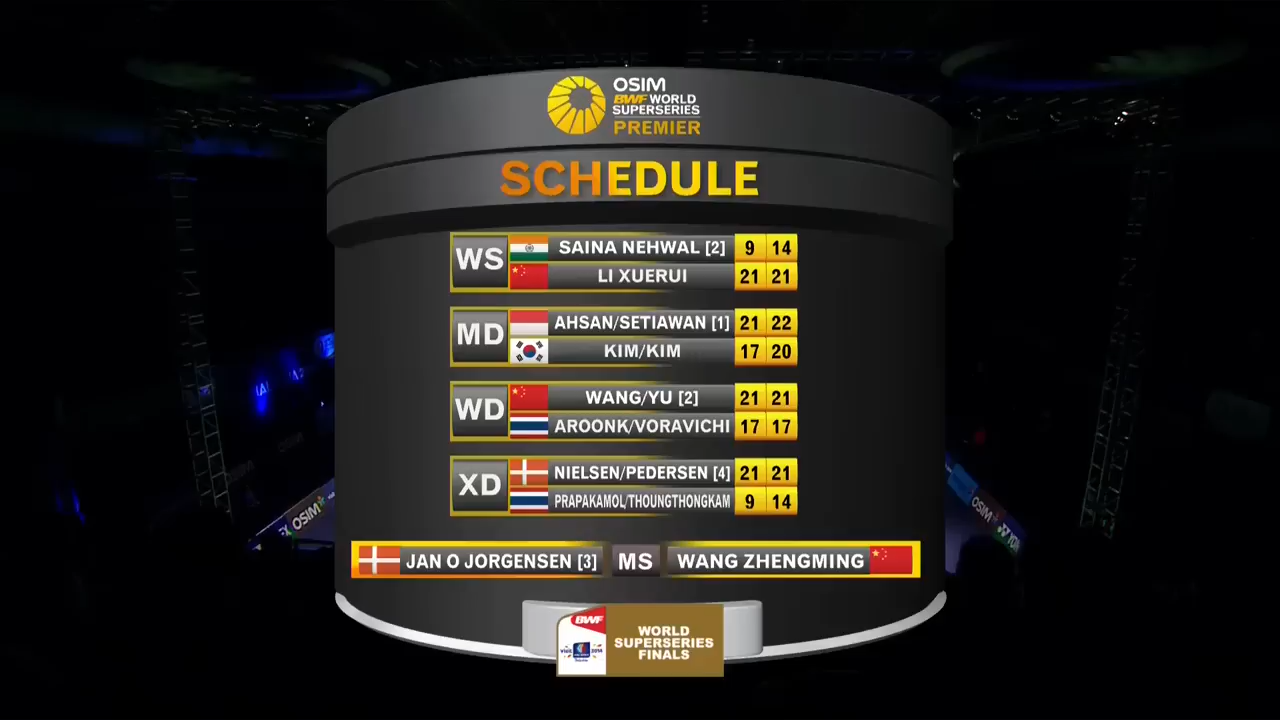 OSIM
BWF WORLD
SUPERSERIES
PREMIER
SCHEDULE
WS
SAINA NEHWAL [2] 9 14
LI XUERUI 21 21
MD
AHSAN/SETIAWAN [1] 21 22
KIM/KIM 17 20
WD
WANG/YU [2] 21 21
AROONK/VORAVICHI 17 17
XD
NIELSEN/PEDERSEN [4] 21 21
PRAPAKAMOL/THOUNGTHONGKAM 9 14
JAN O JORGENSEN [3] MS WANG ZHENGMING
OSIM
OSIM
BWF
WORLD
SUPERSERIES
FINALS